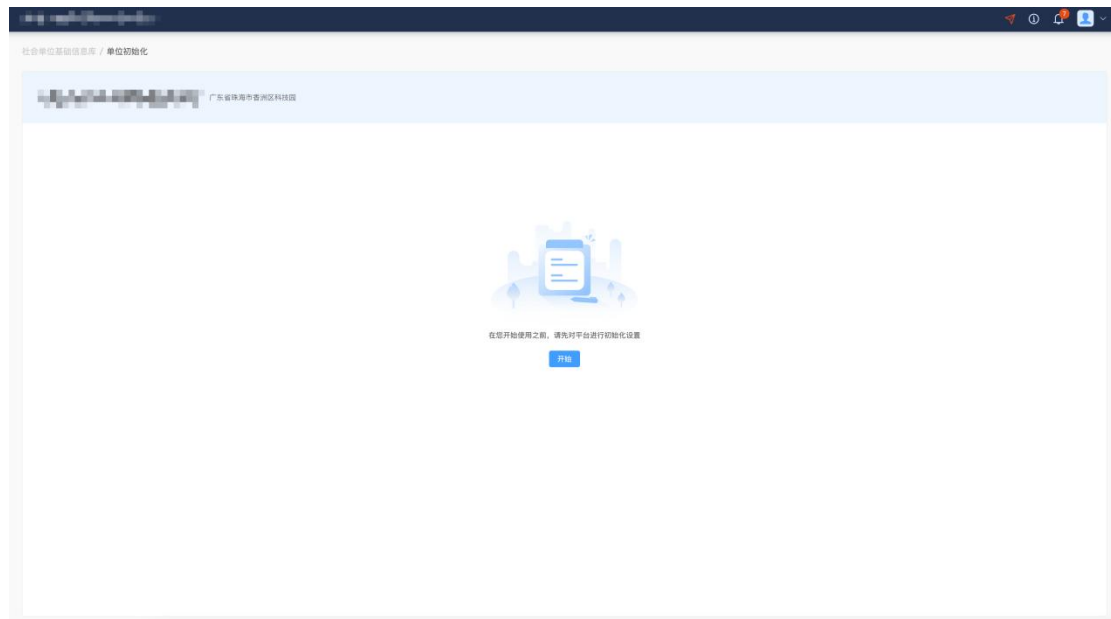 7
社会单位基础信息库 / 单位初始化
广东省珠海市香洲区科技园
在您开始使用之前，请先对平台进行初始化设置
开始